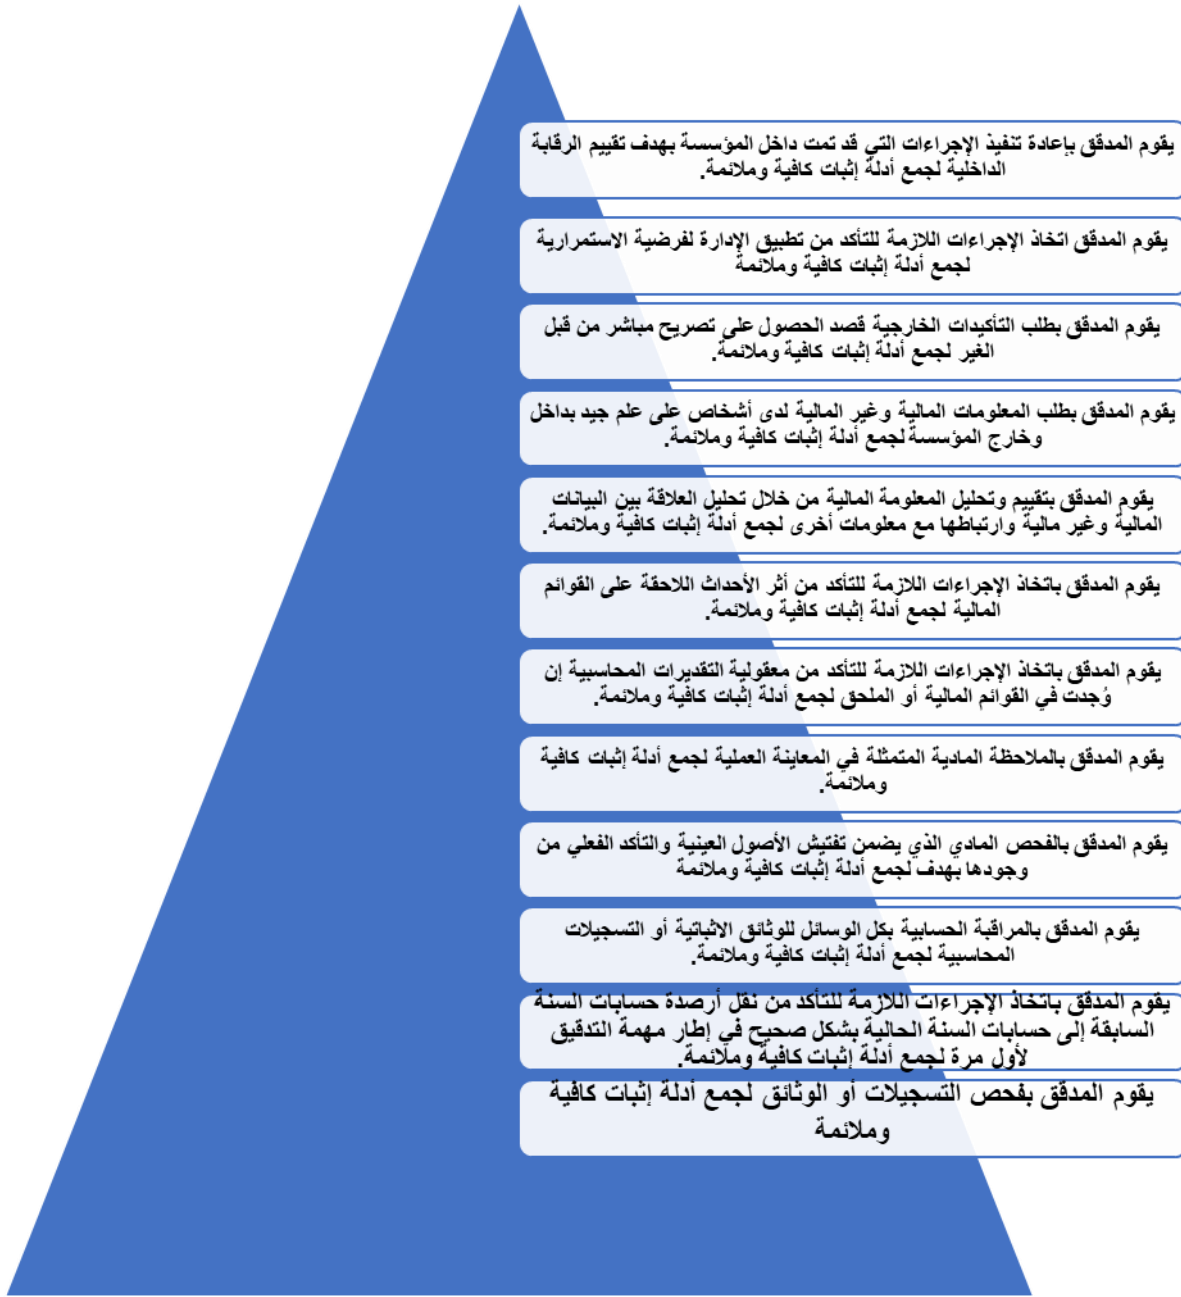 يقوم المدقق بإعادة تنفيذ الإجراءات التي قد تمت داخل المؤسسة بهدف تقييم الرقابة
الداخلية لجمع أدلة إثبات كافية وملائمة.
يقوم المدقق اتخاذ الإجراءات اللازمة للتأكد من تطبيق الإدارة لفرضية الاستمرارية
لجمع أدلة إثبات كافية وملائمة
يقوم المدقق بطلب التأكيدات الخارجية قصد الحصول على تصريح مباشر من قبل
الغير لجمع أدلة إثبات كافية وملائمة.
يقوم المدقق بطلب المعلومات المالية وغير المالية لدى أشخاص على علم جيد بداخل
وخارج المؤسسة لجمع أدلة إثبات كافية وملائمة.
يقوم المدقق بتقييم وتحليل المعلومة المالية من خلال تحليل العلاقة بين البيانات
المالية وغير مالية وارتباطها مع معلومات أخرى لجمع أدلة إثبات كافية وملائمة.
يقوم المدقق باتخاذ الإجراءات اللازمة للتأكد من أثر الأحداث اللاحقة على القوائم
المالية لجمع أدلة إثبات كافية وملائمة.
يقوم المدقق باتخاذ الإجراءات اللازمة للتأكد من معقولية التقديرات المحاسبية إن
وُجدت في القوائم المالية أو الملحق لجمع أدلة إثبات كافية وملائمة.
يقوم المدقق بالملاحظة المادية المتمثلة في المعاينة العملية لجمع أدلة إثبات كافية
وملائمة.
يقوم المدقق بالفحص المادي الذي يضمن تفتيش الأصول العينية والتأكد الفعلي من
وجودها بهدف لجمع أدلة إثبات كافية وملائمة
يقوم المدقق بالمراقبة الحسابية بكل الوسائل للوثائق الاثباتية أو التسجيلات
المحاسبية لجمع أدلة إثبات كافية وملائمة.
يقوم المدقق باتخاذ الإجراءات اللازمة للتأكد من نقل أرصدة حسابات السنة
السابقة إلى حسابات السنة الحالية بشكل صحيح في إطار مهمة التدقيق
لأول مرة لجمع أدلة إثبات كافية وملائمة.
يقوم المدقق بفحص التسجيلات أو الوثائق لجمع أدلة إثبات كافية
وملائمة